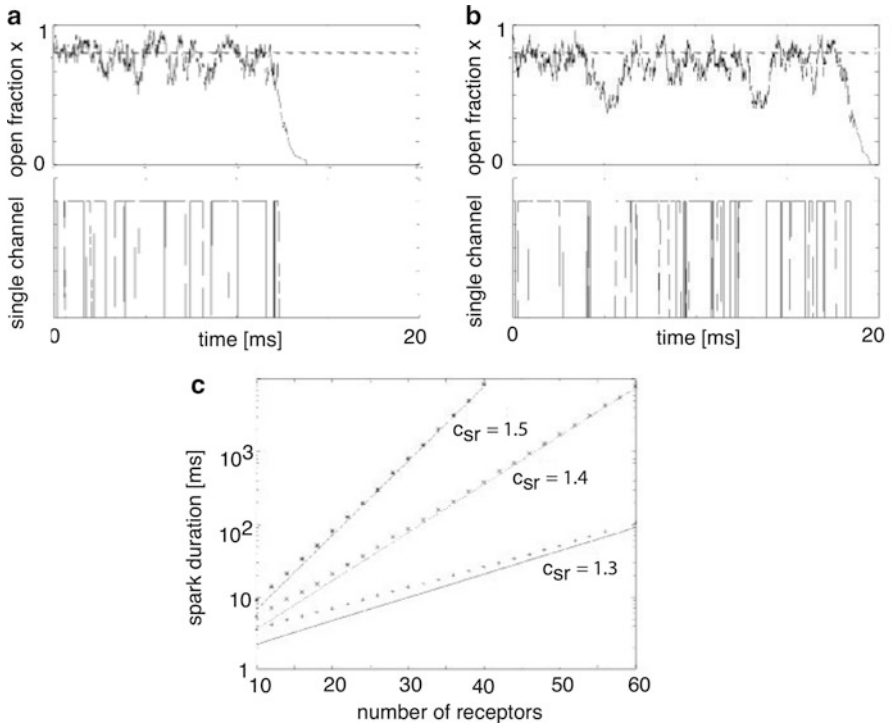 a
1
open fraction x
0
single channel
0
time [ms]
20
b
1
open fraction x
0
single channel
0
time [ms]
20
c
spark duration [ms]
10³
10²
10
1
c_sr = 1.5
c_sr = 1.4
c_sr = 1.3
10 20 30 40 50 60
number of receptors